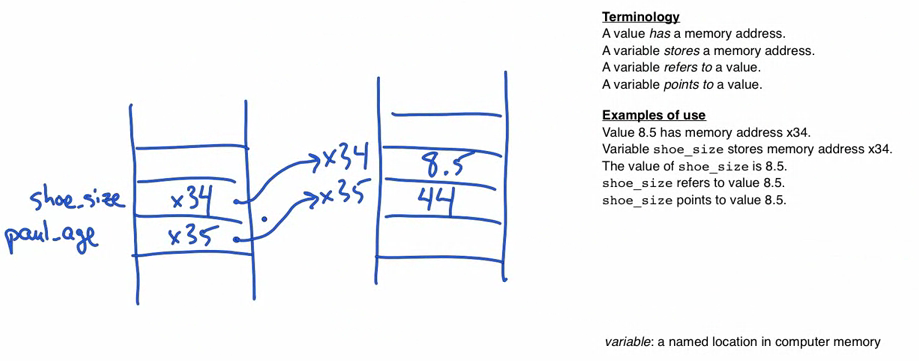 Terminology
A value has a memory address.
A variable stores a memory address.
A variable refers to a value.
A variable points to a value.
Examples of use
Value 8.5 has memory address x34.
Variable shoe_size stores memory address x34.
The value of shoe_size is 8.5.
shoe_size refers to value 8.5.
shoe_size points to value 8.5.
x34 8.5
shoe_size x34 x35 44
paul_age x35
variable: a named location in computer memory